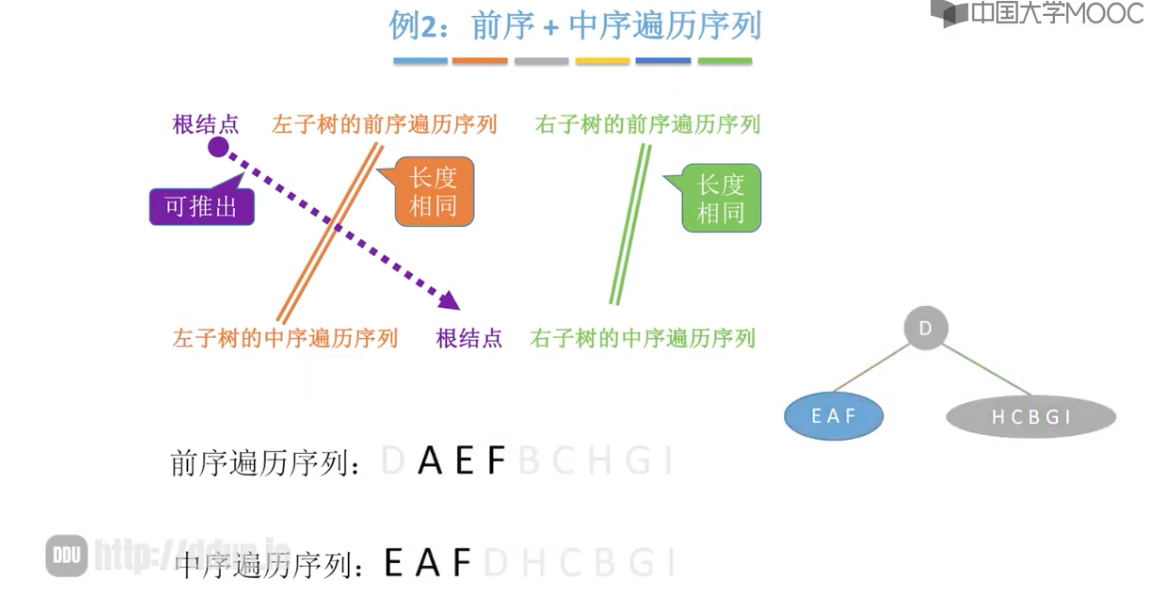 中国大学MOOC
例2：前序 + 中序遍历序列
根结点 左子树的前序遍历序列 右子树的前序遍历序列
可推出
长度
相同
长度
相同
左子树的中序遍历序列 根结点 右子树的中序遍历序列
D
E A F
H C B G I
前序遍历序列：D A E F B C H G I
DDU http://ddup.io
中序遍历序列：E A F D H C B G I